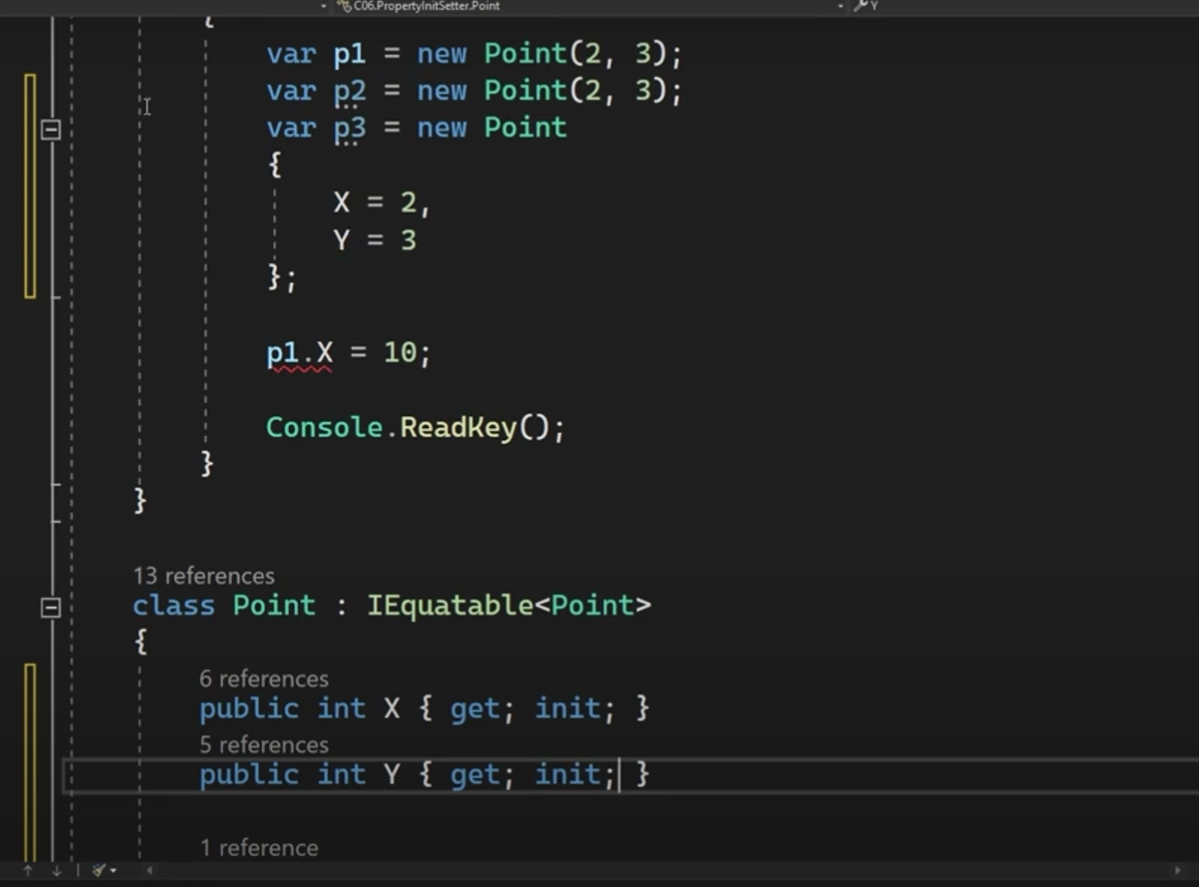 C06.PropertyInitSetter.Point Y
{
var p1 = new Point(2, 3);
var p2 = new Point(2, 3);
var p3 = new Point
{
X = 2,
Y = 3
};
p1.X = 10;
Console.ReadKey();
}
}
13 references
class Point : IEquatable<Point>
{
6 references
public int X { get; init; }
5 references
public int Y { get; init; }
1 reference